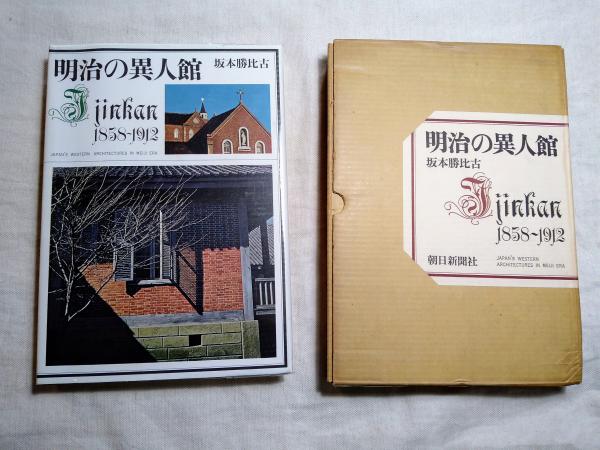 明治の異人館 坂本勝比古
Ijinkan
1858-1912
JAPAN'S WESTERN ARCHITECTURES IN MEIJI ERA
明治の異人館
坂本勝比古
Ijinkan
1858~1912
朝日新聞社
JAPAN'S WESTERN
ARCHITECTURES IN MEIJI ERA